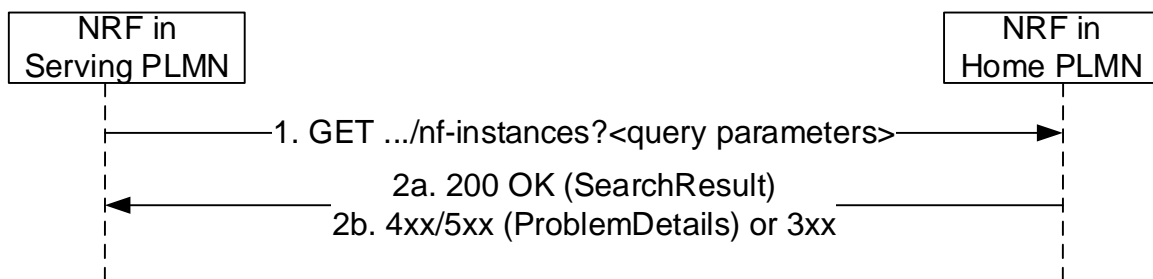 NRF in
Serving PLMN
NRF in
Home PLMN
1. GET .../nf-instances?<query parameters>
2a. 200 OK (SearchResult)
2b. 4xx/5xx (ProblemDetails) or 3xx